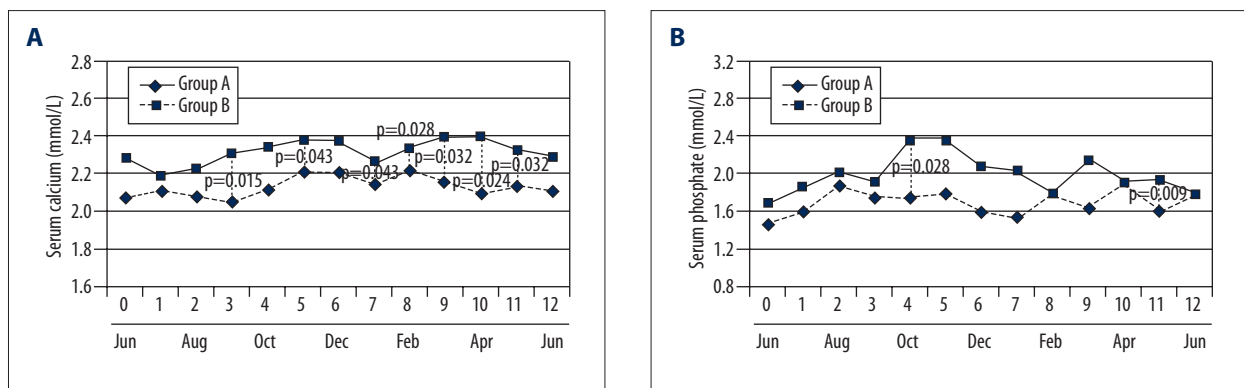 A
Serum calcium (mmol/L)
2.8
2.6
2.4
2.2
2.0
1.8
1.6
Group A
Group B
p=0.015
p=0.043
p=0.043
p=0.028
p=0.032
p=0.024
p=0.032
0 1 2 3 4 5 6 7 8 9 10 11 12
Jun Aug Oct Dec Feb Apr Jun
B
Serum phosphate (mmol/L)
3.2
2.8
2.4
2.0
1.6
1.2
0.8
Group A
Group B
p=0.028
p=0.009
0 1 2 3 4 5 6 7 8 9 10 11 12
Jun Aug Oct Dec Feb Apr Jun